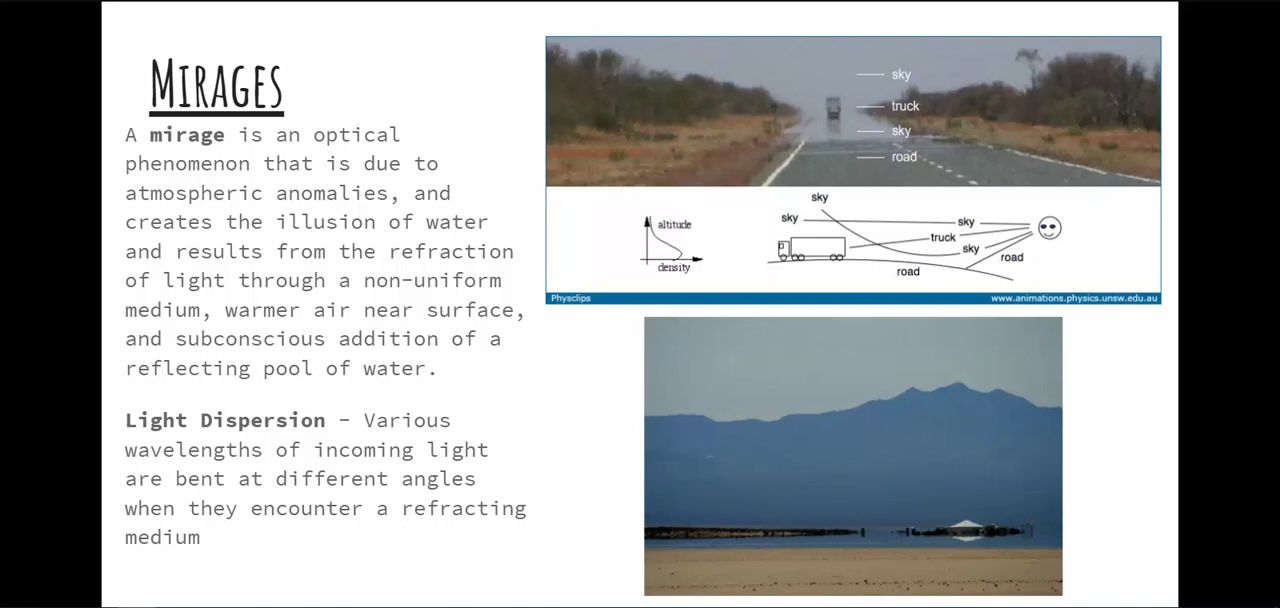 Mirages
A mirage is an optical
phenomenon that is due to
atmospheric anomalies, and
creates the illusion of water
and results from the refraction
of light through a non-uniform
medium, warmer air near surface,
and subconscious addition of a
reflecting pool of water.
Light Dispersion - Various
wavelengths of incoming light
are bent at different angles
when they encounter a refracting
medium
sky
truck
sky
road
sky
sky
sky
truck
sky
road
road
altitude
density
Physclips
www.animations.physics.unsw.edu.au